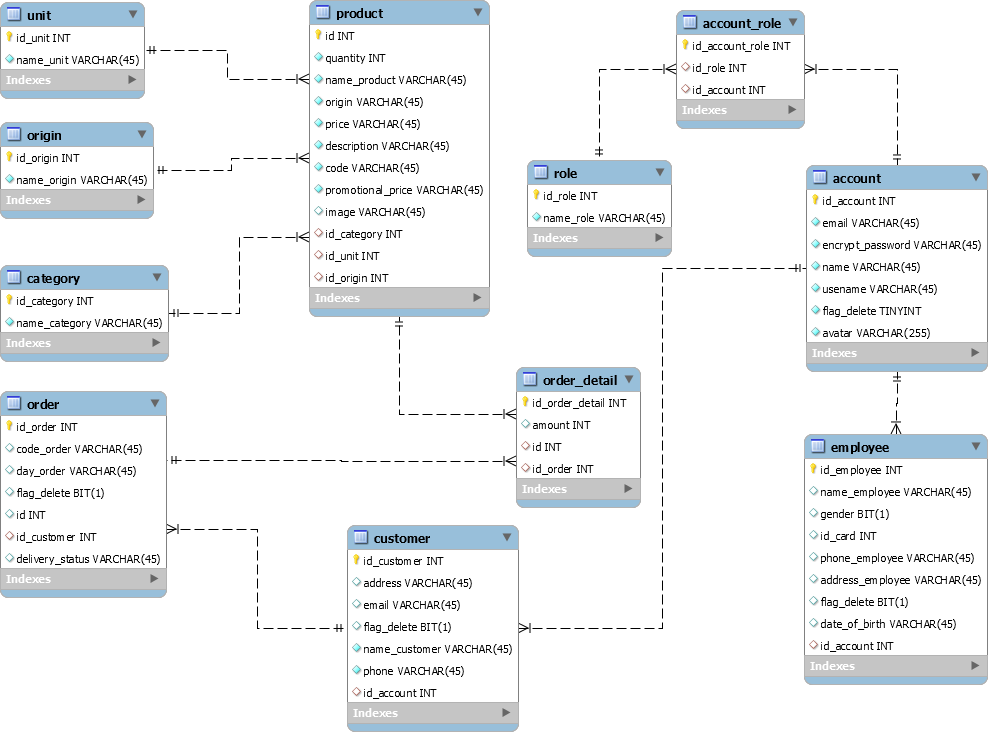 unit
id_unit INT
name_unit VARCHAR(45)
Indexes
origin
id_origin INT
name_origin VARCHAR(45)
Indexes
category
id_category INT
name_category VARCHAR(45)
Indexes
order
id_order INT
code_order VARCHAR(45)
day_order VARCHAR(45)
flag_delete BIT(1)
id INT
id_customer INT
delivery_status VARCHAR(45)
Indexes
product
id INT
quantity INT
name_product VARCHAR(45)
origin VARCHAR(45)
price VARCHAR(45)
description VARCHAR(45)
code VARCHAR(45)
promotional_price VARCHAR(45)
image VARCHAR(45)
id_category INT
id_unit INT
id_origin INT
Indexes
customer
id_customer INT
address VARCHAR(45)
email VARCHAR(45)
flag_delete BIT(1)
name_customer VARCHAR(45)
phone VARCHAR(45)
id_account INT
Indexes
order_detail
id_order_detail INT
amount INT
id INT
id_order INT
Indexes
role
id_role INT
name_role VARCHAR(45)
Indexes
account_role
id_account_role INT
id_role INT
id_account INT
Indexes
account
id_account INT
email VARCHAR(45)
encrypt_password VARCHAR(45)
name VARCHAR(45)
usename VARCHAR(45)
flag_delete TINYINT
avatar VARCHAR(255)
Indexes
employee
id_employee INT
name_employee VARCHAR(45)
gender BIT(1)
id_card INT
phone_employee VARCHAR(45)
address_employee VARCHAR(45)
flag_delete BIT(1)
date_of_birth VARCHAR(45)
id_account INT
Indexes